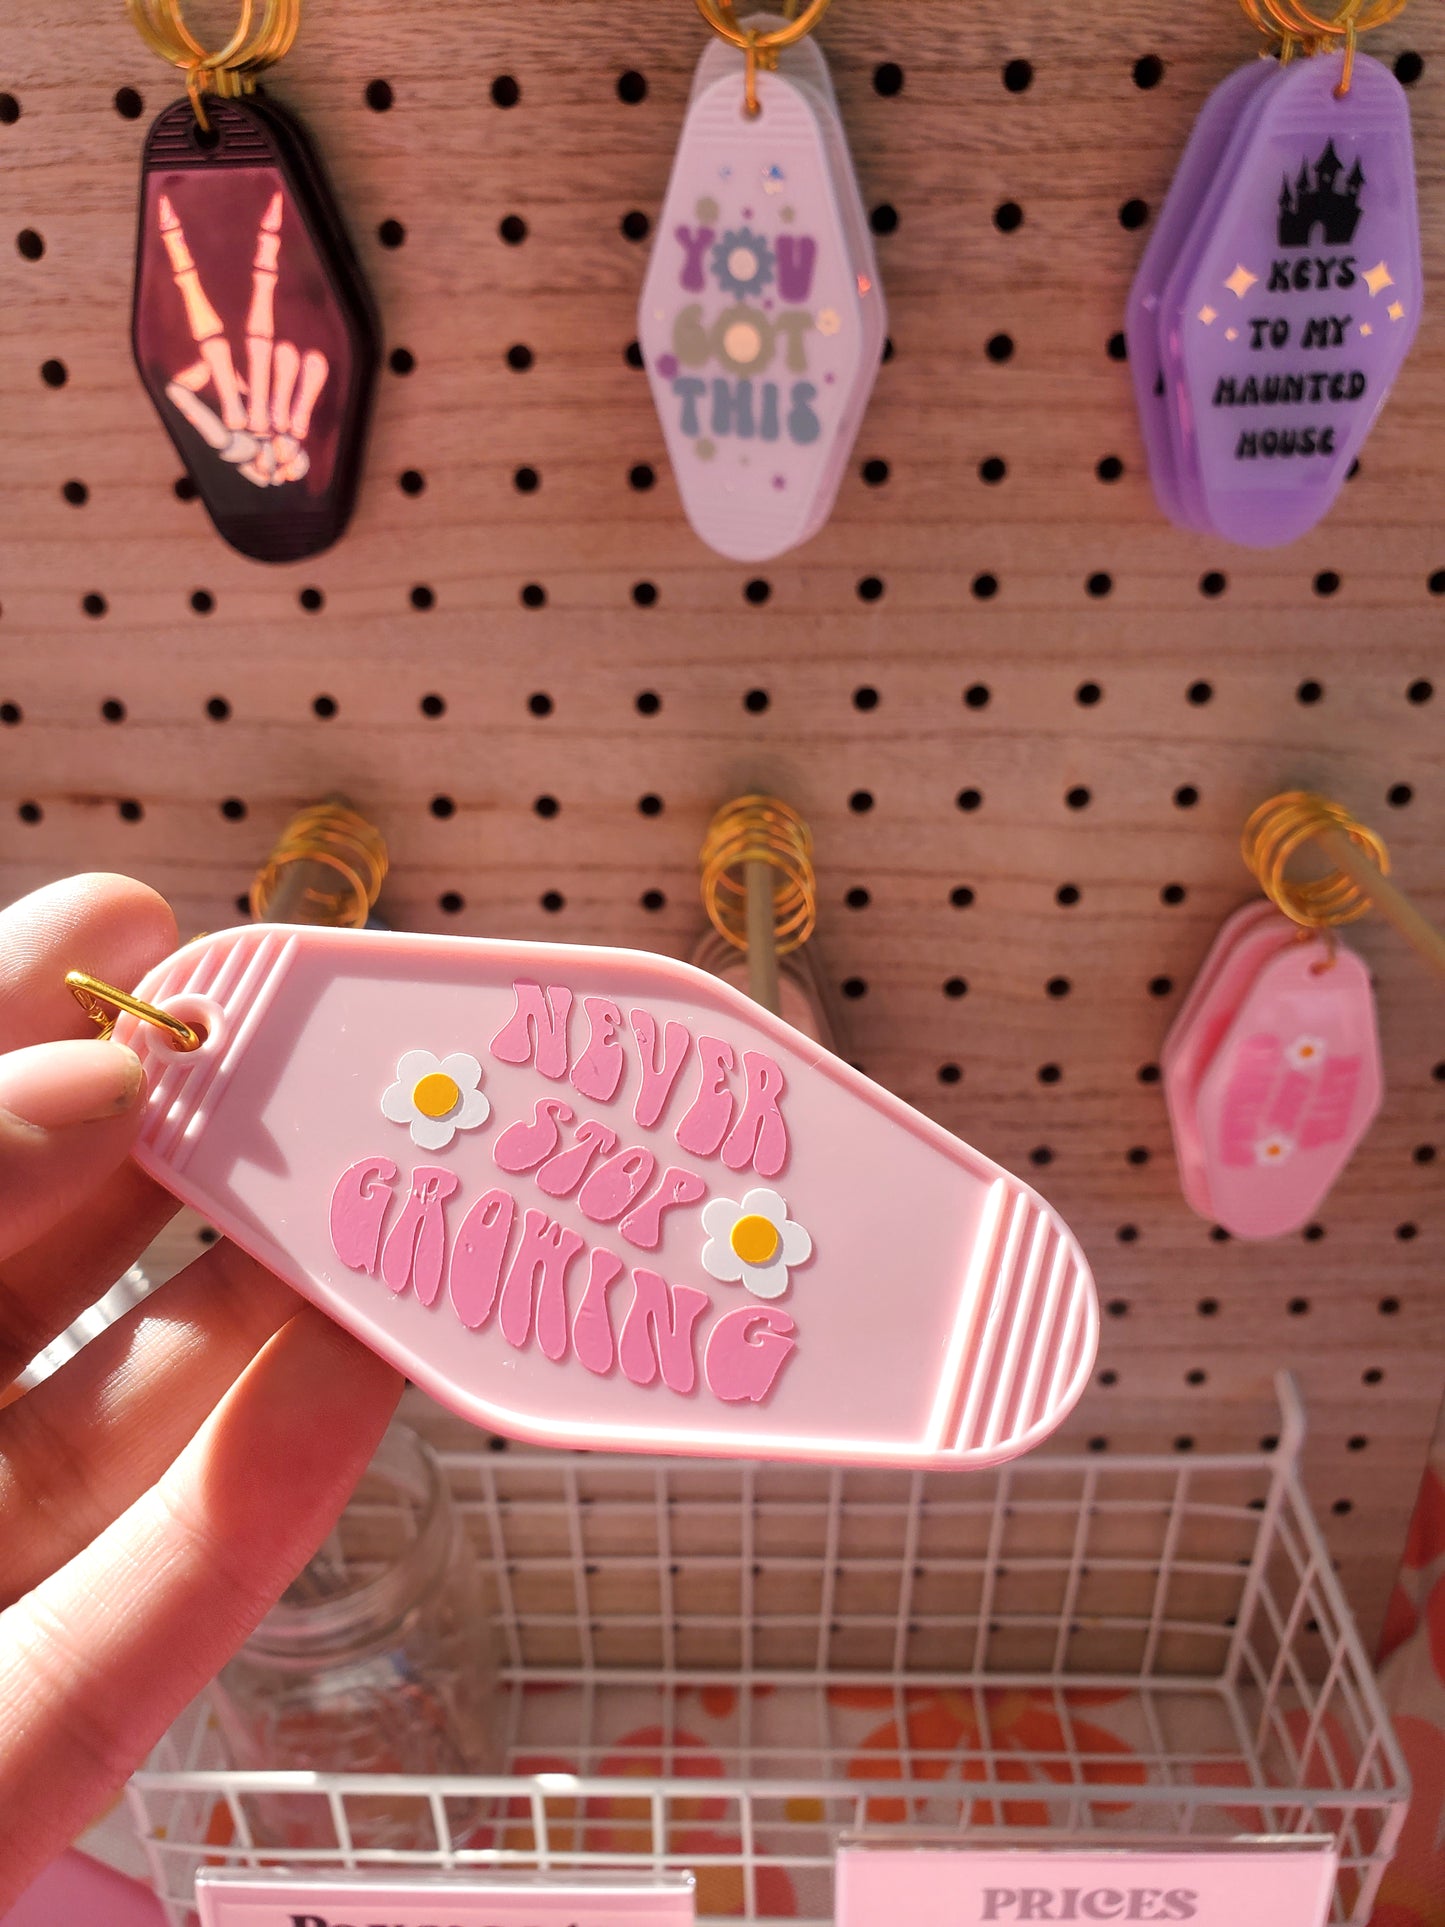 YOU
GOT
THIS
KEYS
TO MY
HAUNTED
HOUSE
NEVER
STOP
GROWING
PRICES